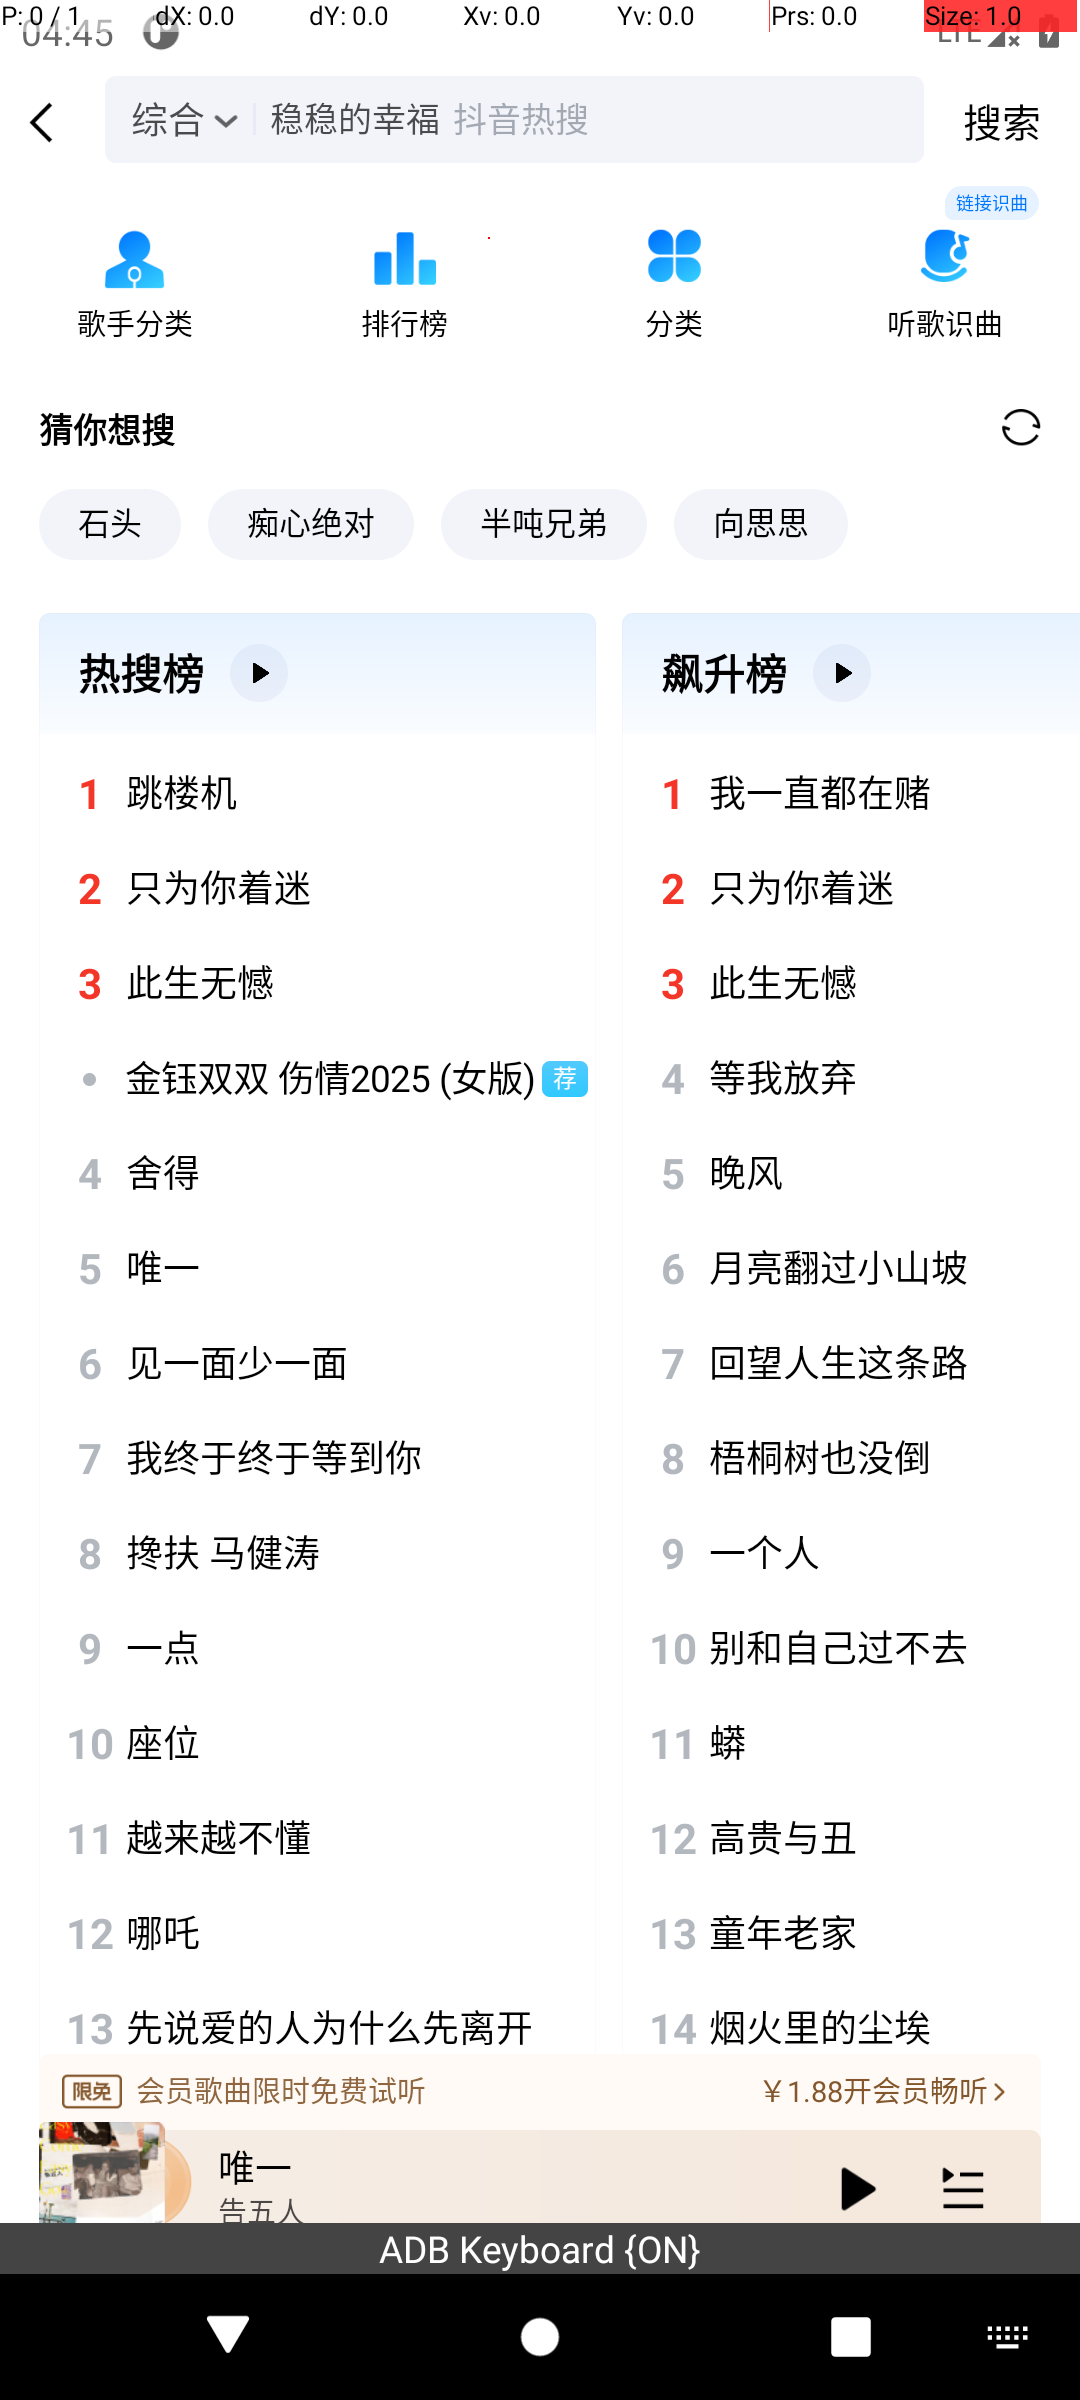 P: 0 / 1 dX: 0.0 dY: 0.0 Xv: 0.0 Yv: 0.0 Prs: 0.0 Size: 1.0
04:45 LTE
综合 稳稳的幸福 抖音热搜 搜索
链接识曲
歌手分类 排行榜 分类 听歌识曲
猜你想搜
石头 痴心绝对 半吨兄弟 向思思
热搜榜
1 跳楼机
2 只为你着迷
3 此生无憾
金钰双双 伤情2025 (女版) 荐
4 舍得
5 唯一
6 见一面少一面
7 我终于终于等到你
8 搀扶 马健涛
9 一点
10 座位
11 越来越不懂
12 哪吒
13 先说爱的人为什么先离开
飙升榜
1 我一直都在赌
2 只为你着迷
3 此生无憾
4 等我放弃
5 晚风
6 月亮翻过小山坡
7 回望人生这条路
8 梧桐树也没倒
9 一个人
10 别和自己过不去
11 蟒
12 高贵与丑
13 童年老家
14 烟火里的尘埃
限免 会员歌曲限时免费试听 ￥1.88开会员畅听
唯一
告五人
ADB Keyboard {ON}